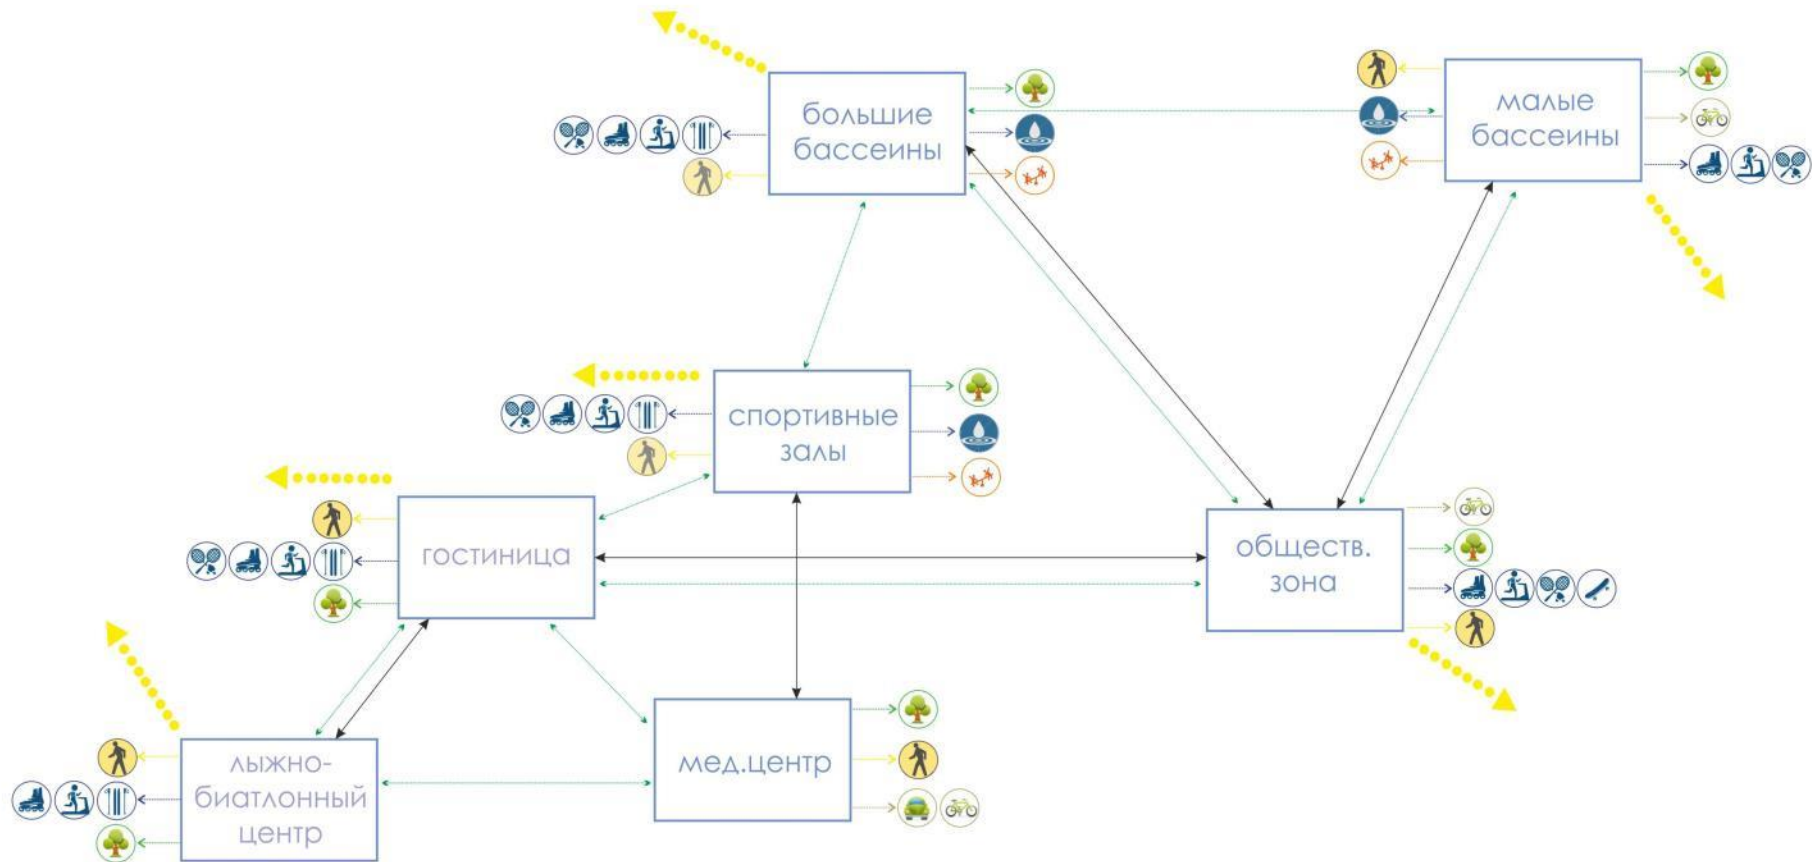 большие
бассеины
малые
бассеины
спортивные
залы
гостиница
обществ.
зона
мед.центр
лыжно-
биатлонный
центр